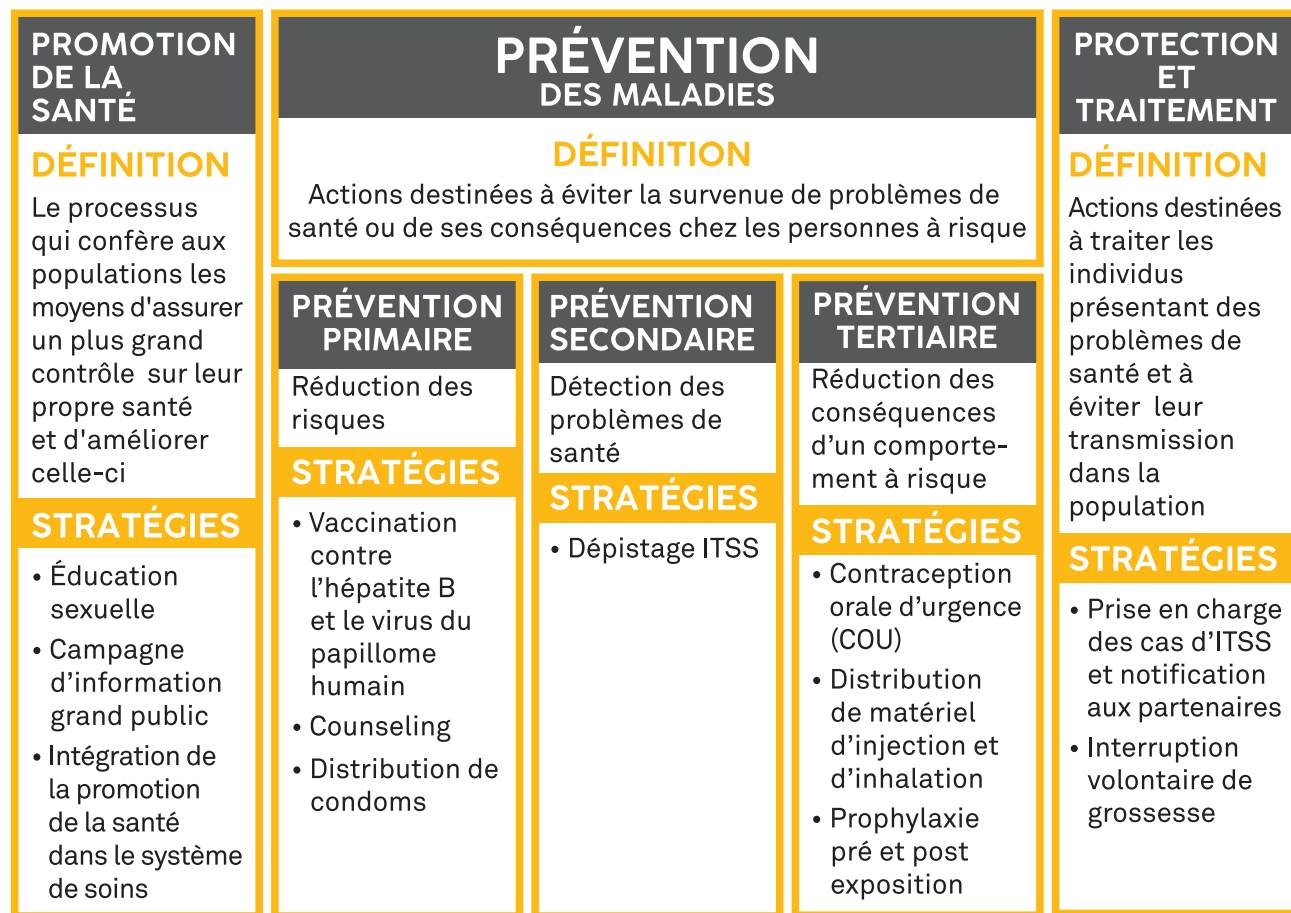 PROMOTION
DE LA
SANTÉ
DÉFINITION
Le processus
qui confère aux
populations les
moyens d'assurer
un plus grand
contrôle sur leur
propre santé
et d'améliorer
celle-ci
STRATÉGIES
• Éducation
sexuelle
• Campagne
d'information
grand public
• Intégration de
la promotion
de la santé
dans le système
de soins
PRÉVENTION
DES MALADIES
DÉFINITION
Actions destinées à éviter la survenue de problèmes de
santé ou de ses conséquences chez les personnes à risque
PRÉVENTION
PRIMAIRE
Réduction des
risques
STRATÉGIES
• Vaccination
contre
l'hépatite B
et le virus du
papillome
humain
• Counseling
• Distribution de
condoms
PRÉVENTION
SECONDAIRE
Détection des
problèmes de
santé
STRATÉGIES
• Dépistage ITSS
PRÉVENTION
TERTIAIRE
Réduction des
conséquences
d'un comporte-
ment à risque
STRATÉGIES
• Contraception
orale d'urgence
(COU)
• Distribution
de matériel
d'injection et
d'inhalation
• Prophylaxie
pré et post
exposition
PROTECTION
ET
TRAITEMENT
DÉFINITION
Actions destinées
à traiter les
individus
présentant des
problèmes de
santé et à
éviter leur
transmission
dans la
population
STRATÉGIES
• Prise en charge
des cas d'ITSS
et notification
aux partenaires
• Interruption
volontaire de
grossesse